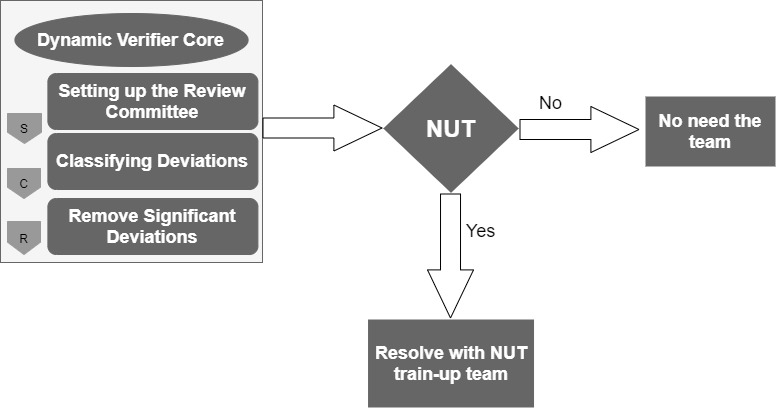 Dynamic Verifier Core
Setting up the Review
Committee
S
Classifying Deviations
C
Remove Significant
Deviations
R
NUT
No
No need the
team
Yes
Resolve with NUT
train-up team